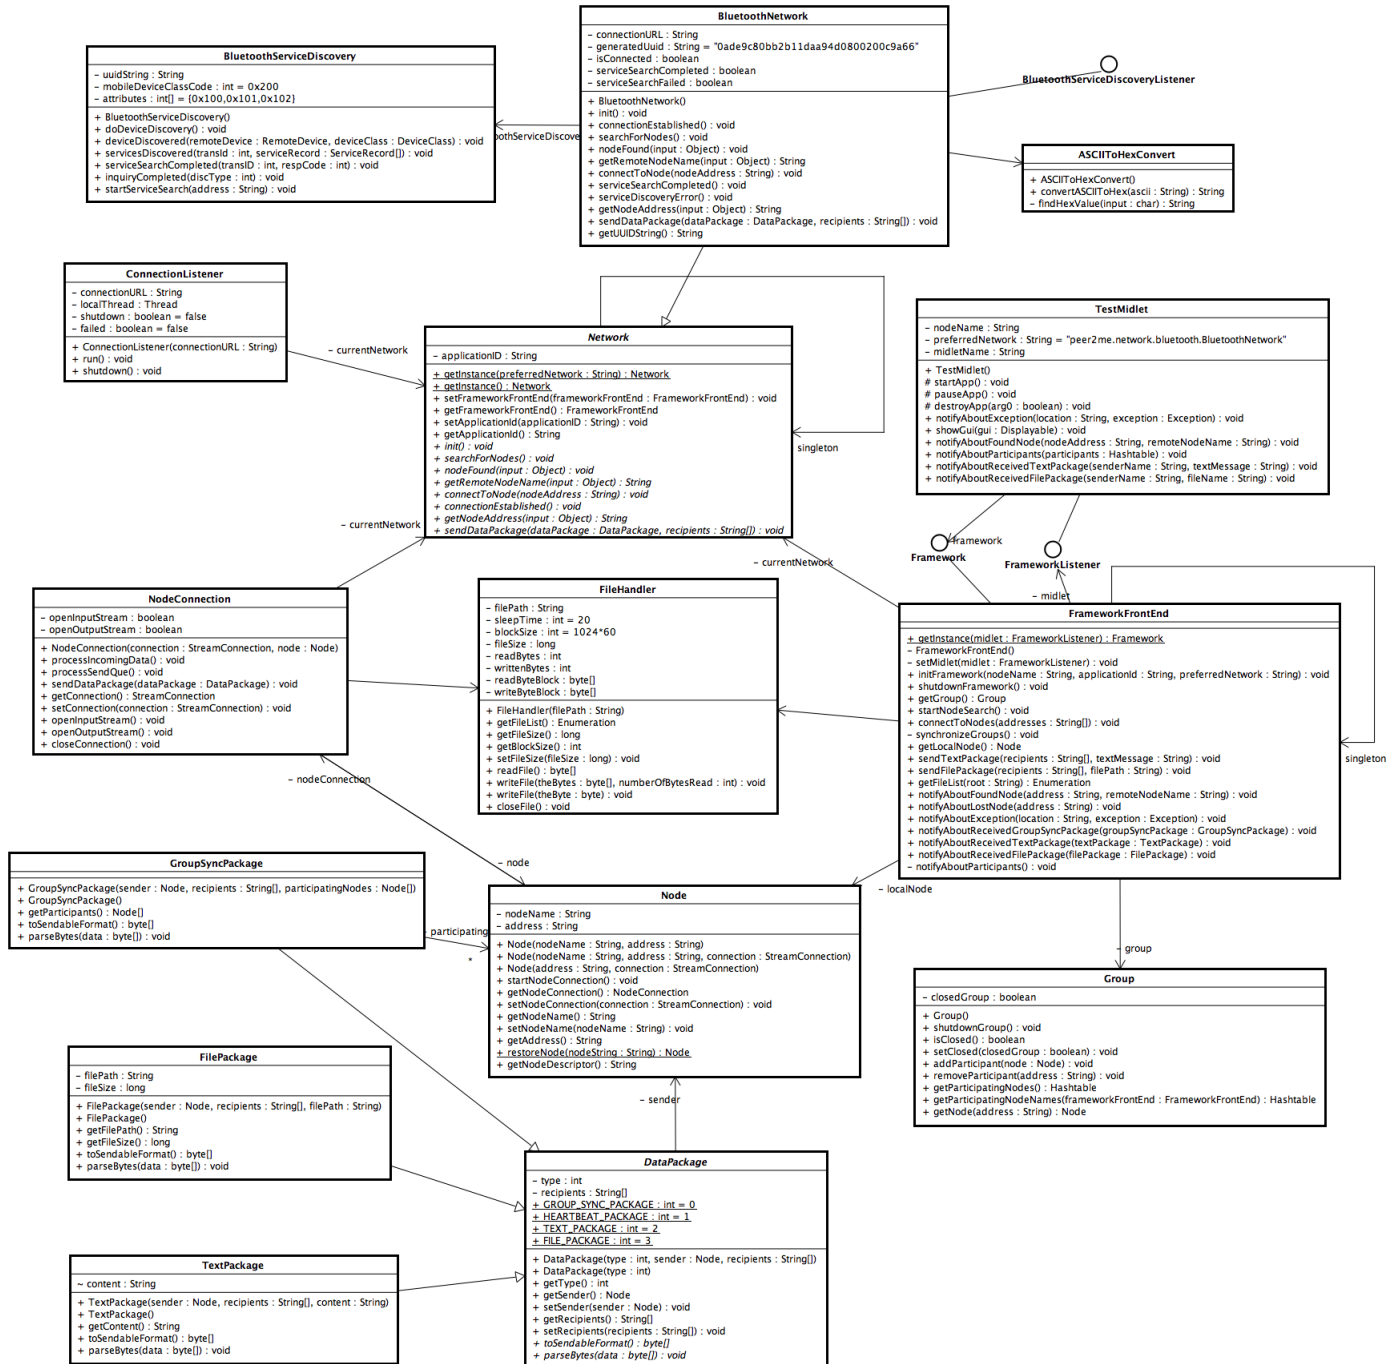 BluetoothNetwork
– connectionURL : String
– generatedUuid : String = "0ade9c80bb2b11daa94d0800200c9a66"
– isConnected : boolean
– serviceSearchCompleted : boolean
– serviceSearchFailed : boolean
+ BluetoothNetwork()
+ init() : void
+ connectionEstablished() : void
+ searchForNodes() : void
+ nodeFound(input : Object) : void
+ getRemoteNodeName(input : Object) : String
+ connectToNode(nodeAddress : String) : void
+ serviceSearchCompleted() : void
+ serviceDiscoveryError() : void
+ getNodeAddress(input : Object) : String
+ sendDataPackage(dataPackage : DataPackage, recipients : String[]) : void
+ getUUIDString() : String
BluetoothServiceDiscovery
– uuidString : String
– mobileDeviceClassCode : int = 0x200
– attributes : int[] = {0x100,0x101,0x102}
+ BluetoothServiceDiscovery()
+ doDeviceDiscovery() : void
+ deviceDiscovered(remoteDevice : RemoteDevice, deviceClass : DeviceClass) : void
+ servicesDiscovered(transId : int, serviceRecord : ServiceRecord[]) : void
+ serviceSearchCompleted(transID : int, respCode : int) : void
+ inquiryCompleted(discType : int) : void
+ startServiceSearch(address : String) : void
oothServiceDiscove
BluetoothServiceDiscoveryListener
ASCIIToHexConvert
+ ASCIIToHexConvert()
+ convertASCIIToHex(ascii : String) : String
– findHexValue(input : char) : String
ConnectionListener
– connectionURL : String
– localThread : Thread
– shutdown : boolean = false
– failed : boolean = false
+ ConnectionListener(connectionURL : String)
+ run() : void
+ shutdown() : void
– currentNetwork
Network
– applicationID : String
+ getInstance(preferredNetwork : String) : Network
+ getInstance() : Network
+ setFrameworkFrontEnd(frameworkFrontEnd : FrameworkFrontEnd) : void
+ getFrameworkFrontEnd() : FrameworkFrontEnd
+ setApplicationId(applicationID : String) : void
+ getApplicationId() : String
+ init() : void
+ searchForNodes() : void
+ nodeFound(input : Object) : void
+ getRemoteNodeName(input : Object) : String
+ connectToNode(nodeAddress : String) : void
+ connectionEstablished() : void
+ getNodeAddress(input : Object) : String
+ sendDataPackage(dataPackage : DataPackage, recipients : String[]) : void
singleton
TestMidlet
– nodeName : String
– preferredNetwork : String = "peer2me.network.bluetooth.BluetoothNetwork"
– midletName : String
+ TestMidlet()
# startApp() : void
# pauseApp() : void
# destroyApp(arg0 : boolean) : void
+ notifyAboutException(location : String, exception : Exception) : void
+ showGui(gui : Displayable) : void
+ notifyAboutFoundNode(nodeAddress : String, remoteNodeName : String) : void
+ notifyAboutParticipants(participants : Hashtable) : void
+ notifyAboutReceivedTextPackage(senderName : String, textMessage : String) : void
+ notifyAboutReceivedFilePackage(senderName : String, fileName : String) : void
– currentNetwork
– framework
Framework
FrameworkListener
– currentNetwork
– midlet
NodeConnection
– openInputStream : boolean
– openOutputStream : boolean
+ NodeConnection(connection : StreamConnection, node : Node)
+ processIncomingData() : void
+ processSendQue() : void
+ sendDataPackage(dataPackage : DataPackage) : void
+ getConnection() : StreamConnection
+ setConnection(connection : StreamConnection) : void
+ openInputStream() : void
+ openOutputStream() : void
+ closeConnection() : void
– nodeConnection
FileHandler
– filePath : String
– sleepTime : int = 20
– blockSize : int = 1024*60
– fileSize : long
– readBytes : int
– writtenBytes : int
– readByteBlock : byte[]
– writeByteBlock : byte[]
+ FileHandler(filePath : String)
+ getFileList() : Enumeration
+ getFileSize() : long
+ getBlockSize() : int
+ setFileSize(fileSize : long) : void
+ readFile() : byte[]
+ writeFile(theBytes : byte[], numberOfBytesRead : int) : void
+ writeFile(theByte : byte) : void
+ closeFile() : void
FrameworkFrontEnd
+ getInstance(midlet : FrameworkListener) : Framework
– FrameworkFrontEnd()
– setMidlet(midlet : FrameworkListener) : void
+ initFramework(nodeName : String, applicationId : String, preferredNetwork : String) : void
+ shutdownFramework() : void
+ getGroup() : Group
+ startNodeSearch() : void
+ connectToNodes(addresses : String[]) : void
– synchronizeGroups() : void
+ getLocalNode() : Node
+ sendTextPackage(recipients : String[], textMessage : String) : void
+ sendFilePackage(recipients : String[], filePath : String) : void
+ getFileList(root : String) : Enumeration
+ notifyAboutFoundNode(address : String, remoteNodeName : String) : void
+ notifyAboutLostNode(address : String) : void
+ notifyAboutException(location : String, exception : Exception) : void
+ notifyAboutReceivedGroupSyncPackage(groupSyncPackage : GroupSyncPackage) : void
+ notifyAboutReceivedTextPackage(textPackage : TextPackage) : void
+ notifyAboutReceivedFilePackage(filePackage : FilePackage) : void
– notifyAboutParticipants() : void
singleton
– node
– localNode
– group
GroupSyncPackage
+ GroupSyncPackage(sender : Node, recipients : String[], participatingNodes : Node[])
+ GroupSyncPackage()
+ getParticipants() : Node[]
+ toSendableFormat() : byte[]
+ parseBytes(data : byte[]) : void
– participating
*
Node
– nodeName : String
– address : String
+ Node(nodeName : String, address : String)
+ Node(nodeName : String, address : String, connection : StreamConnection)
+ Node(address : String, connection : StreamConnection)
+ startNodeConnection() : void
+ getNodeConnection() : NodeConnection
+ setNodeConnection(connection : StreamConnection) : void
+ getNodeName() : String
+ setNodeName(nodeName : String) : void
+ getAddress() : String
+ restoreNode(nodeString : String) : Node
+ getNodeDescriptor() : String
Group
– closedGroup : boolean
+ Group()
+ shutdownGroup() : void
+ isClosed() : boolean
+ setClosed(closedGroup : boolean) : void
+ addParticipant(node : Node) : void
+ removeParticipant(address : String) : void
+ getParticipatingNodes() : Hashtable
+ getParticipatingNodeNames(frameworkFrontEnd : FrameworkFrontEnd) : Hashtable
+ getNode(address : String) : Node
FilePackage
– filePath : String
– fileSize : long
+ FilePackage(sender : Node, recipients : String[], filePath : String)
+ FilePackage()
+ getFilePath() : String
+ getFileSize() : long
+ toSendableFormat() : byte[]
+ parseBytes(data : byte[]) : void
– sender
DataPackage
– type : int
– recipients : String[]
+ GROUP_SYNC_PACKAGE : int = 0
+ HEARTBEAT_PACKAGE : int = 1
+ TEXT_PACKAGE : int = 2
+ FILE_PACKAGE : int = 3
+ DataPackage(type : int, sender : Node, recipients : String[])
+ DataPackage(type : int)
+ getType() : int
+ getSender() : Node
+ setSender(sender : Node) : void
+ getRecipients() : String[]
+ setRecipients(recipients : String[]) : void
+ toSendableFormat() : byte[]
+ parseBytes(data : byte[]) : void
TextPackage
~ content : String
+ TextPackage(sender : Node, recipients : String[], content : String)
+ TextPackage()
+ getContent() : String
+ toSendableFormat() : byte[]
+ parseBytes(data : byte[]) : void